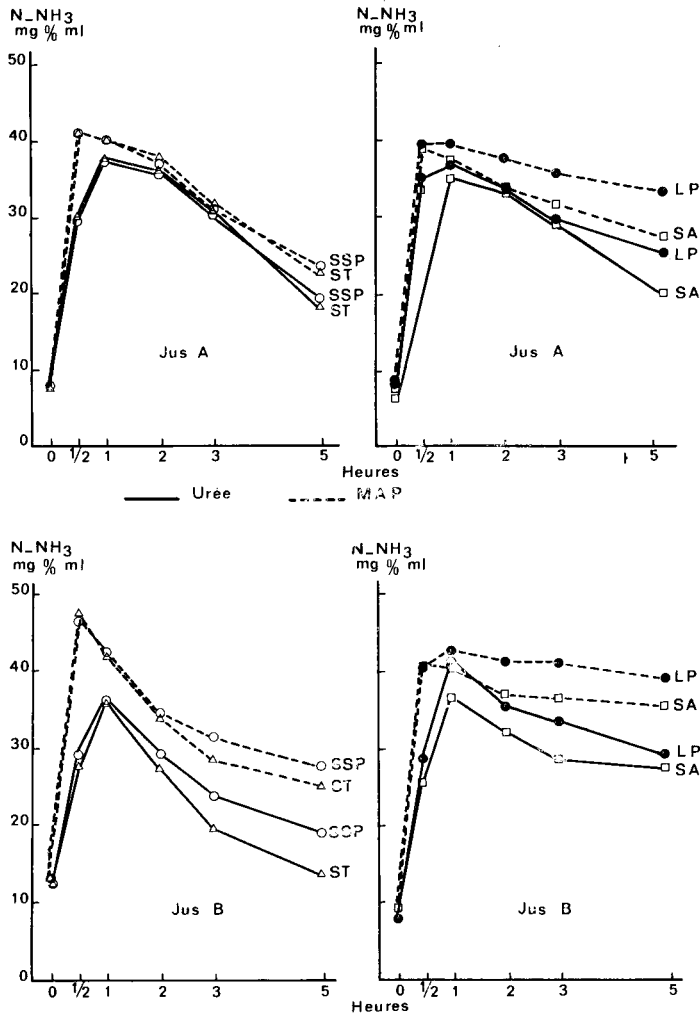 N_NH3
mg % ml
50
40
30
20
10
0
SSP
ST
SSP
ST
Jus A
0 1/2 1 2 3 5
N_NH3
mg % ml
LP
SA
LP
SA
Jus A
0 1/2 1 2 3 5
Heures
Urée MAP
N_NH3
mg % ml
50
40
30
20
10
0
SSP
ST
Jus B
0 1/2 1 2 3 5
N_NH3
mg % ml
LP
SA
LP
SA
Jus B
0 1/2 1 2 3 5
Heures